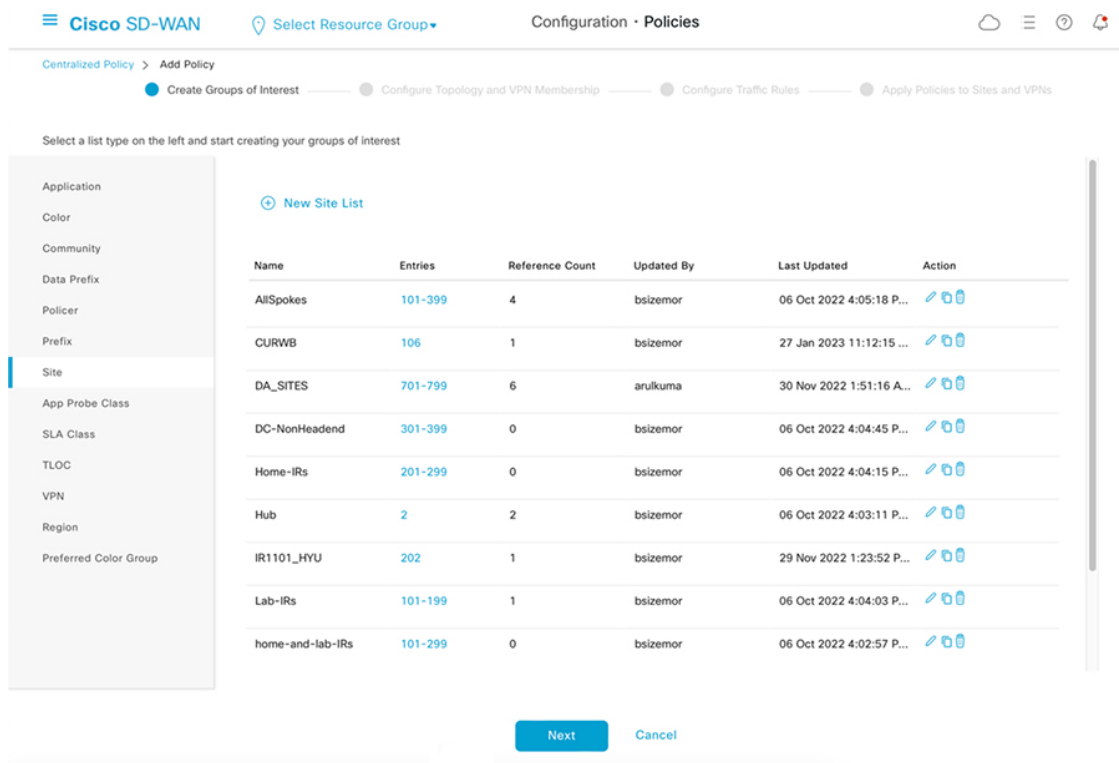 Cisco SD-WAN
Select Resource Group
Configuration · Policies
Centralized Policy > Add Policy
Create Groups of Interest
Configure Topology and VPN Membership
Configure Traffic Rules
Apply Policies to Sites and VPNs
Select a list type on the left and start creating your groups of interest
Application
Color
Community
Data Prefix
Policer
Prefix
Site
App Probe Class
SLA Class
TLOC
VPN
Region
Preferred Color Group
New Site List
Name Entries Reference Count Updated By Last Updated Action
AllSpokes 101-399 4 bsizemor 06 Oct 2022 4:05:18 P...
CURWB 106 1 bsizemor 27 Jan 2023 11:12:15 ...
DA_SITES 701-799 6 arulkuma 30 Nov 2022 1:51:16 A...
DC-NonHeadend 301-399 0 bsizemor 06 Oct 2022 4:04:45 P...
Home-IRs 201-299 0 bsizemor 06 Oct 2022 4:04:15 P...
Hub 2 2 bsizemor 06 Oct 2022 4:03:11 P...
IR1101_HYU 202 1 bsizemor 29 Nov 2022 1:23:52 P...
Lab-IRs 101-199 1 bsizemor 06 Oct 2022 4:04:03 P...
home-and-lab-IRs 101-299 0 bsizemor 06 Oct 2022 4:02:57 P...
Next
Cancel